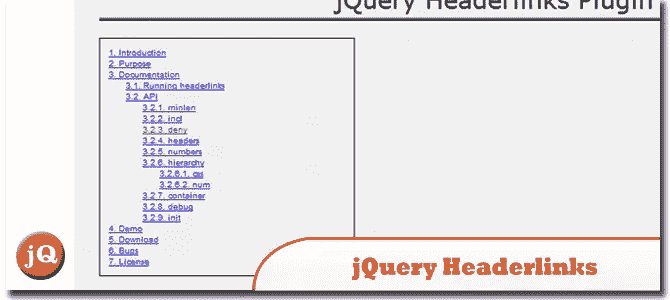 jQuery Headerlinks Plugin
1. Introduction
2. Purpose
3. Documentation
3.1. Running headerlinks
3.2. API
3.2.1. minlen
3.2.2. incl
3.2.3. deny
3.2.4. headers
3.2.5. numbers
3.2.6. hierarchy
3.2.6.1. css
3.2.6.2. num
3.2.7. container
3.2.8. debug
3.2.9. init
4. Demo
5. Download
6. Bugs
7. License
jQ
jQuery Headerlinks